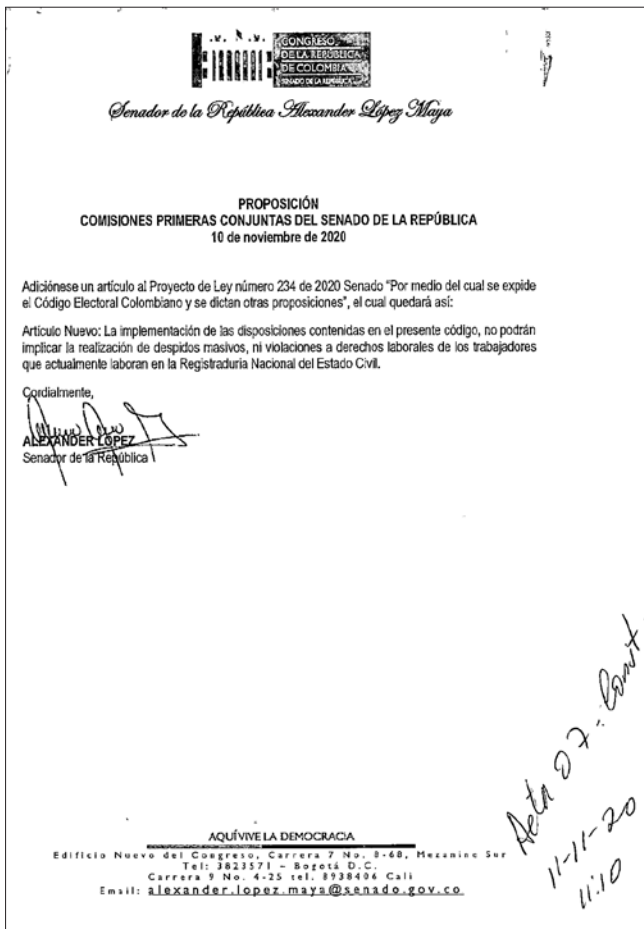 CONGRESO
DE LA REPÚBLICA
DE COLOMBIA
SENADO DE LA REPÚBLICA
Senador de la República Alexander López Maya
PROPOSICIÓN
COMISIONES PRIMERAS CONJUNTAS DEL SENADO DE LA REPÚBLICA
10 de noviembre de 2020
Adiciónese un artículo al Proyecto de Ley número 234 de 2020 Senado "Por medio del cual se expide
el Código Electoral Colombiano y se dictan otras proposiciones", el cual quedará así:
Artículo Nuevo: La implementación de las disposiciones contenidas en el presente código, no podrán
implicar la realización de despidos masivos, ni violaciones a derechos laborales de los trabajadores
que actualmente laboran en la Registraduría Nacional del Estado Civil.
Cordialmente,
ALEXANDER LÓPEZ
Senador de la República
Acta 07 = Conit
11-11-20
11:10
AQUÍVIVE LA DEMOCRACIA
Edificio Nuevo del Congreso, Carrera 7 No. 8-68, Mezanine Sur
Tel: 3823571 – Bogotá D.C.
Carrera 9 No. 4-25 tel. 8938406 Cali
Email: alexander.lopez.maya@senado.gov.co